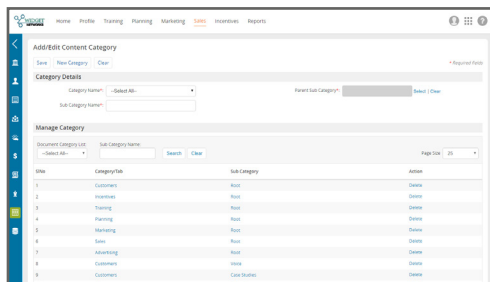 WIDGET NETWORKS Home Profile Training Planning Marketing Sales Incentives Reports
Add/Edit Content Category
Save New Category Clear * Required Fields
Category Details
Category Name*: --Select All-- Parent Sub Category*: Select | Clear
Sub Category Name*:
Manage Category
Document Category List: Sub Category Name:
--Select All-- Search Clear Page Size 25
S/No Category/Tab Sub Category Action
1 Customers Root Delete
2 Incentives Root Delete
3 Training Root Delete
4 Planning Root Delete
5 Marketing Root Delete
6 Sales Root Delete
7 Advertising Root Delete
8 Customers Delete
9 Customers Case Studies Delete